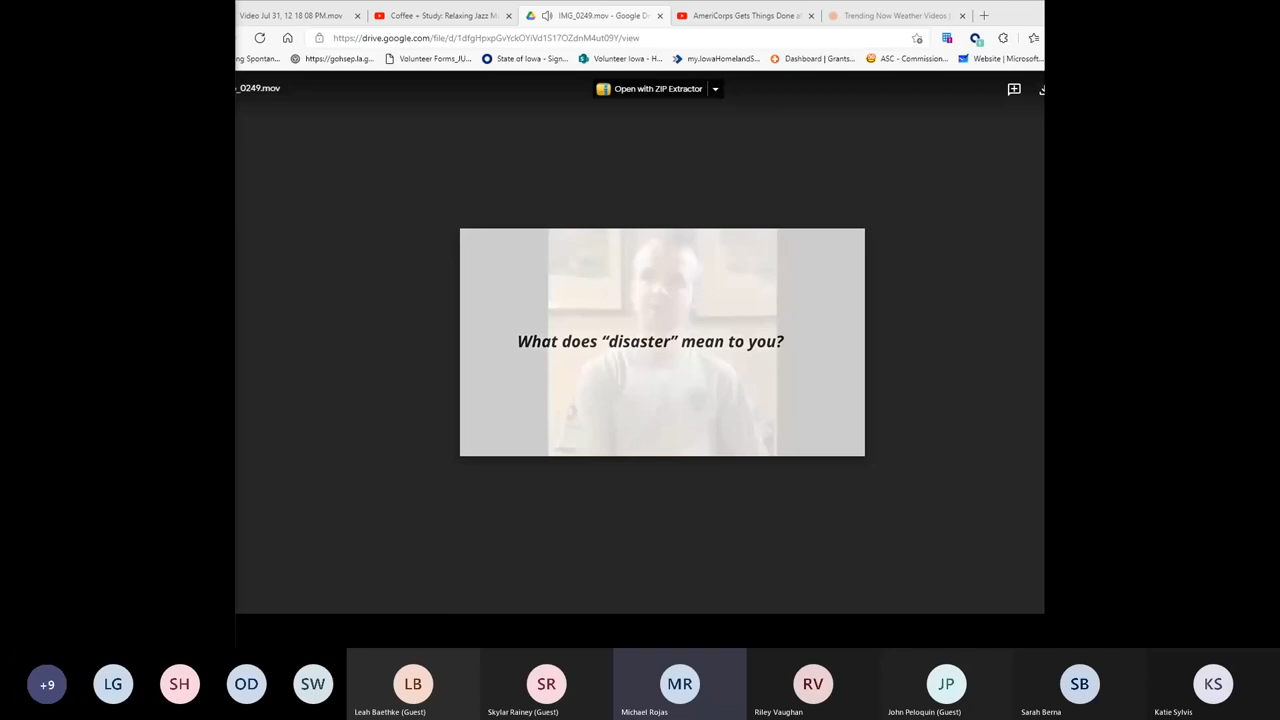 Video Jul 31, 12 18 08 PM.mov
Coffee + Study: Relaxing Jazz M
IMG_0249.mov - Google Dr
AmeriCorps Gets Things Done a
Trending Now Weather Videos |
https://drive.google.com/file/d/1dfgHpxpGvYckOYiVd1S17OZdnM4ut09Y/view
ng Spontan...
https://gohsep.la.g...
Volunteer Forms_JU...
State of Iowa - Sign...
Volunteer Iowa - H...
my.IowaHomelandS...
Dashboard | Grants...
ASC - Commission...
Website | Microsoft...
_0249.mov
Open with ZIP Extractor
What does “disaster” mean to you?
+9
LG
SH
OD
SW
LB
SR
MR
RV
JP
SB
KS
Leah Baethke (Guest)
Skylar Rainey (Guest)
Michael Rojas
Riley Vaughan
John Peloquin (Guest)
Sarah Berna
Katie Sylvis